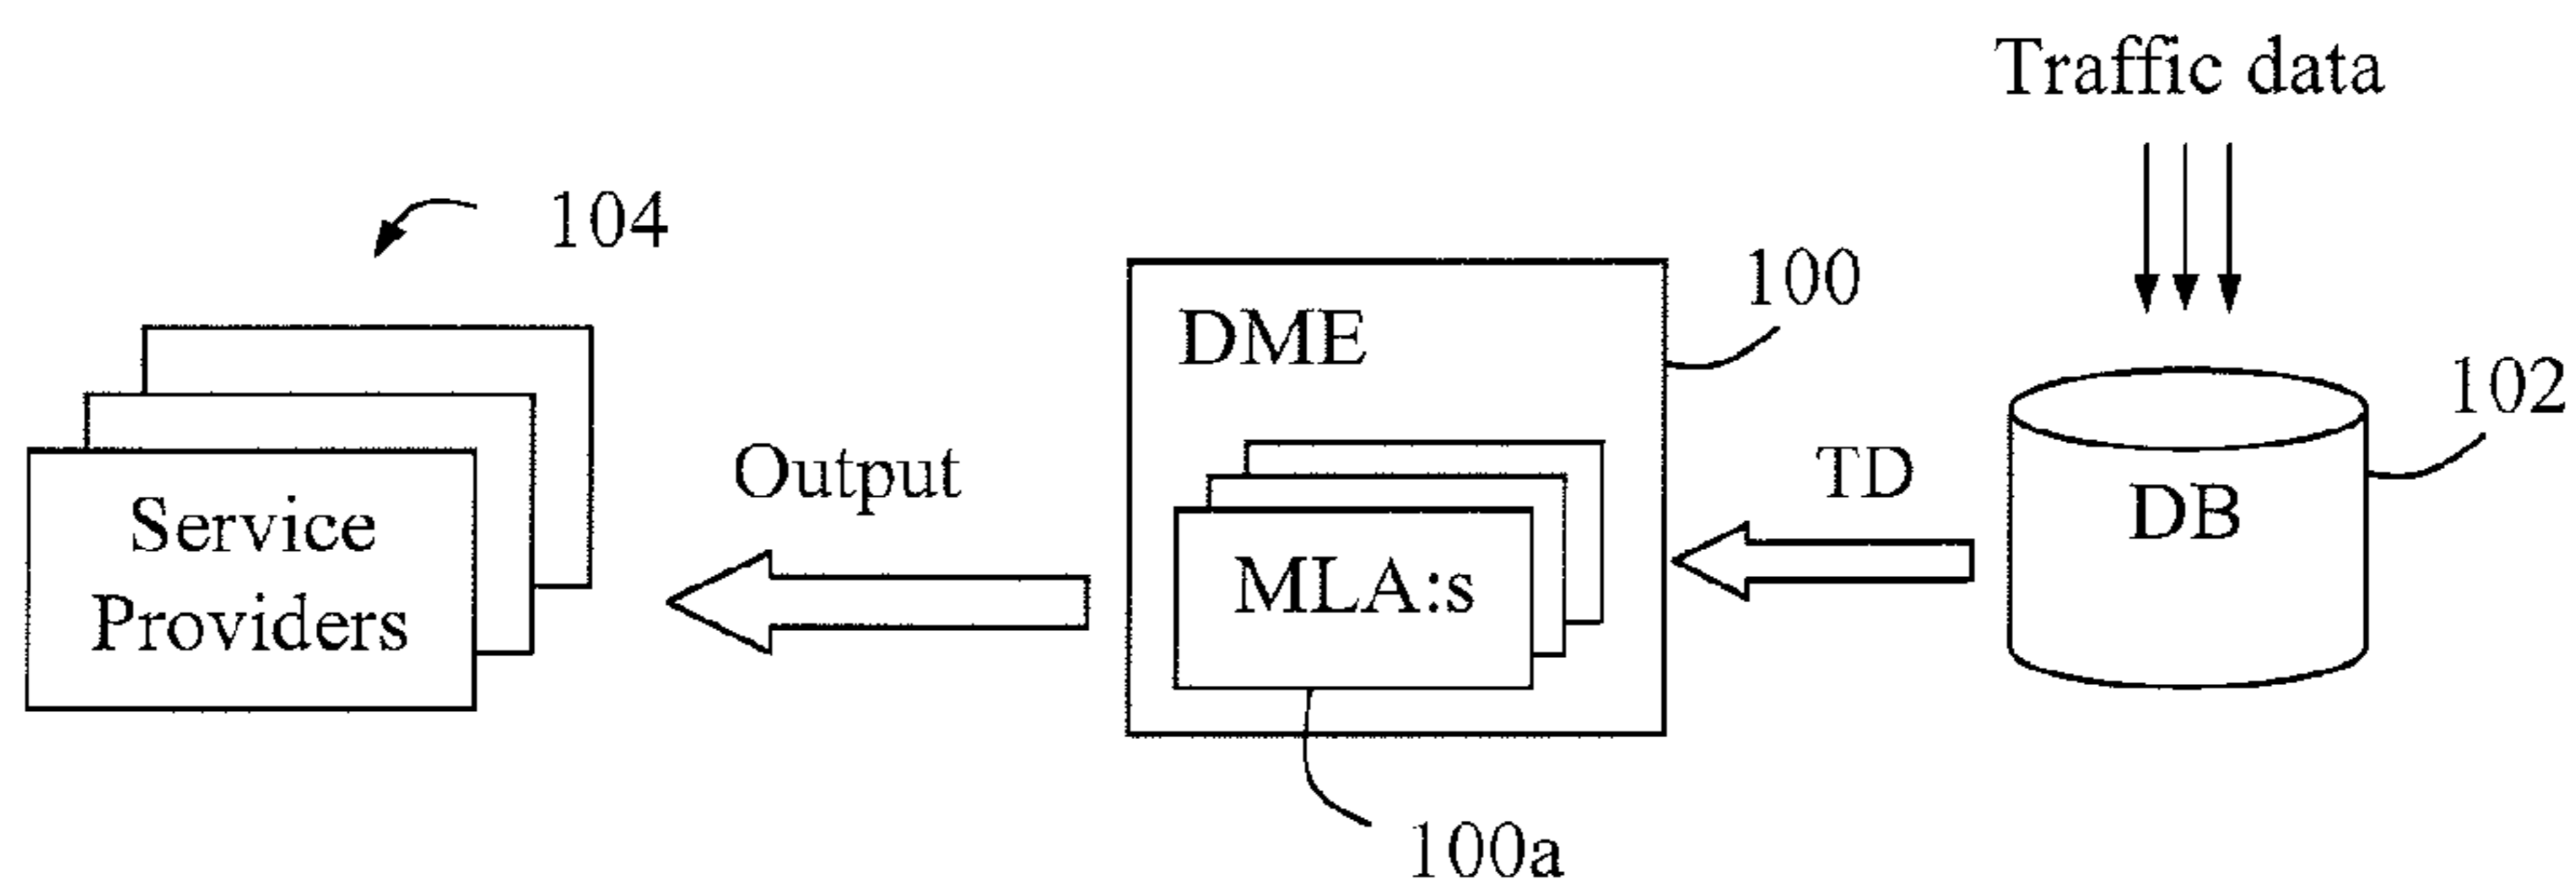 Traffic data
104
100
DME
102
Output
TD
DB
Service
Providers
MLA:s
100a